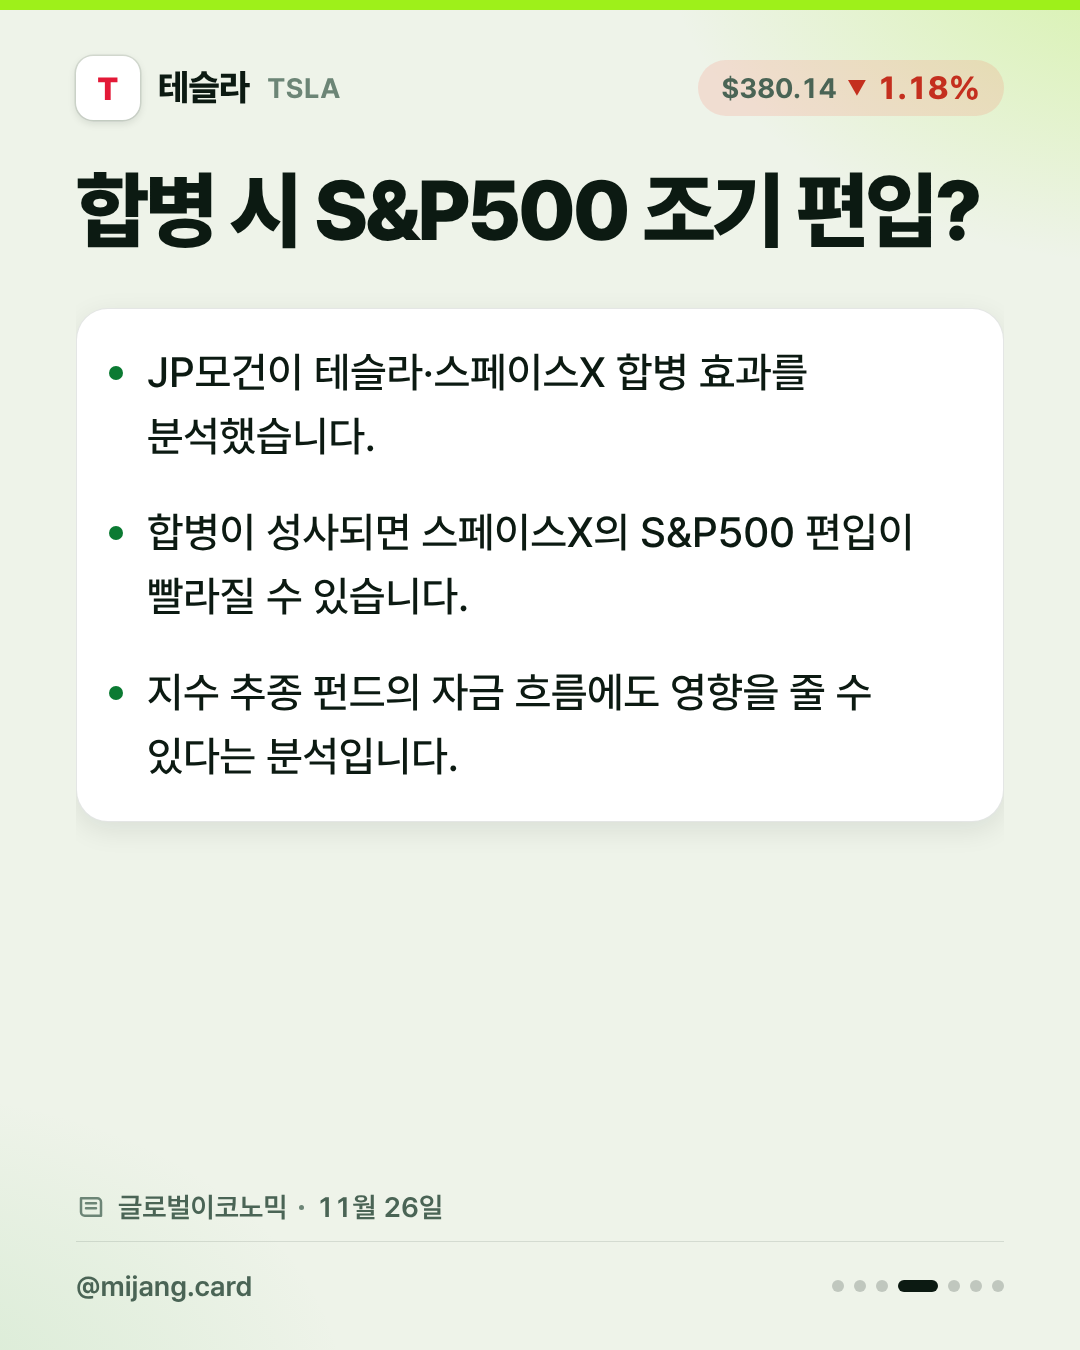 T 테슬라 TSLA $380.14 ▼ 1.18%
합병 시 S&P500 조기 편입?
• JP모건이 테슬라·스페이스X 합병 효과를
분석했습니다.
• 합병이 성사되면 스페이스X의 S&P500 편입이
빨라질 수 있습니다.
• 지수 추종 펀드의 자금 흐름에도 영향을 줄 수
있다는 분석입니다.
글로벌이코노믹 · 11월 26일
@mijang.card